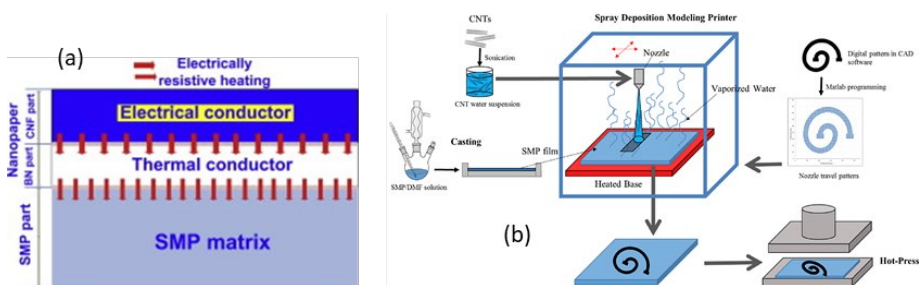 (a)
Electrically
resistive heating
Electrical conductor
Thermal conductor
SMP matrix
Nanopaper
CNF part
BN part
SMP part
Spray Deposition Modeling Printer
CNTs
Sonication
CNT water suspension
Nozzle
Vaporized Water
Digital pattern in CAD
software
Matlab programming
Nozzle travel pattern
Casting
SMP film
SMP/DMF solution
Heated Base
(b)
Hot-Press